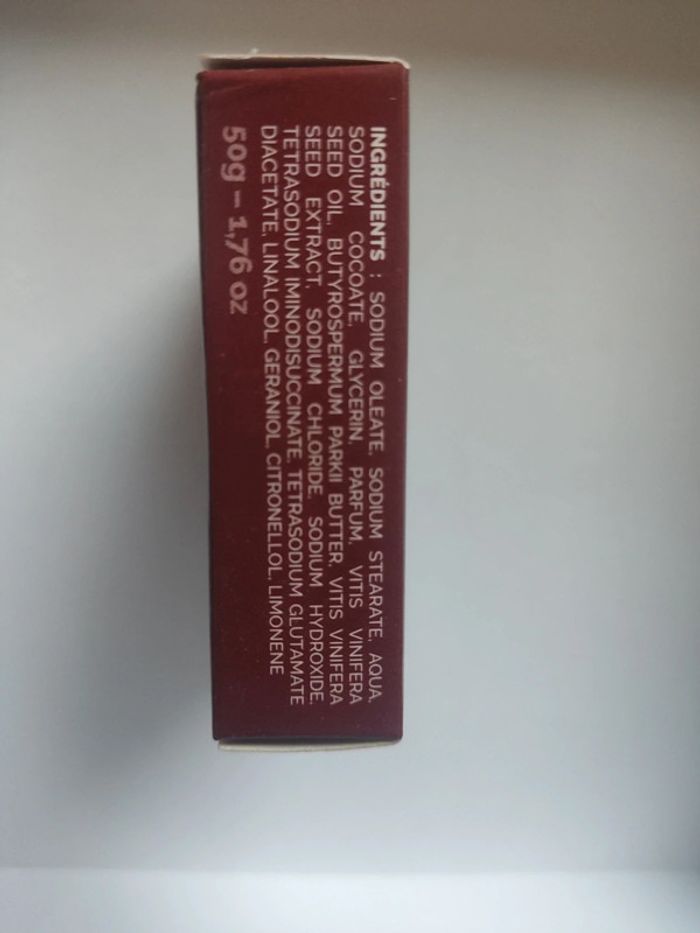 INGRÉDIENTS : SODIUM OLEATE, SODIUM STEARATE, AQUA,
SODIUM COCOATE, GLYCERIN, PARFUM, VITIS VINIFERA
SEED OIL, BUTYROSPERMUM PARKII BUTTER, VITIS VINIFERA
SEED EXTRACT, SODIUM CHLORIDE, SODIUM HYDROXIDE,
TETRASODIUM IMINODISUCCINATE, TETRASODIUM GLUTAMATE
DIACETATE, LINALOOL, GERANIOL, CITRONELLOL, LIMONENE
50g – 1,76 oz